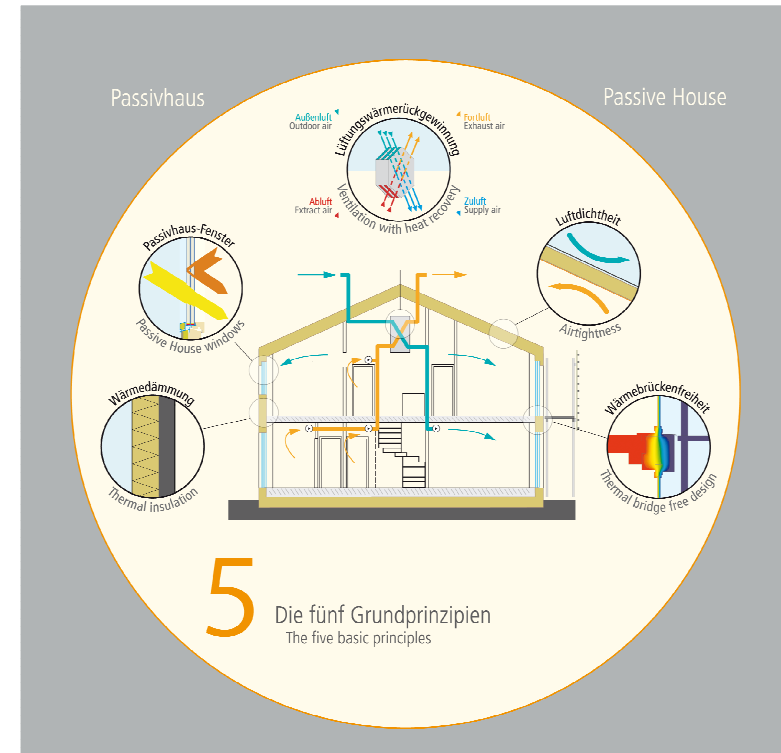 Passivhaus
Passive House
Außenluft
Outdoor air
Fortluft
Exhaust air
Lüftungswärmerückgewinnung
Ventilation with heat recovery
Abluft
Extract air
Zuluft
Supply air
Passivhaus-Fenster
Passive House windows
Luftdichtheit
Airtightness
Wärmedämmung
Thermal insulation
Wärmebrückenfreiheit
Thermal bridge free design
5
Die fünf Grundprinzipien
The five basic principles